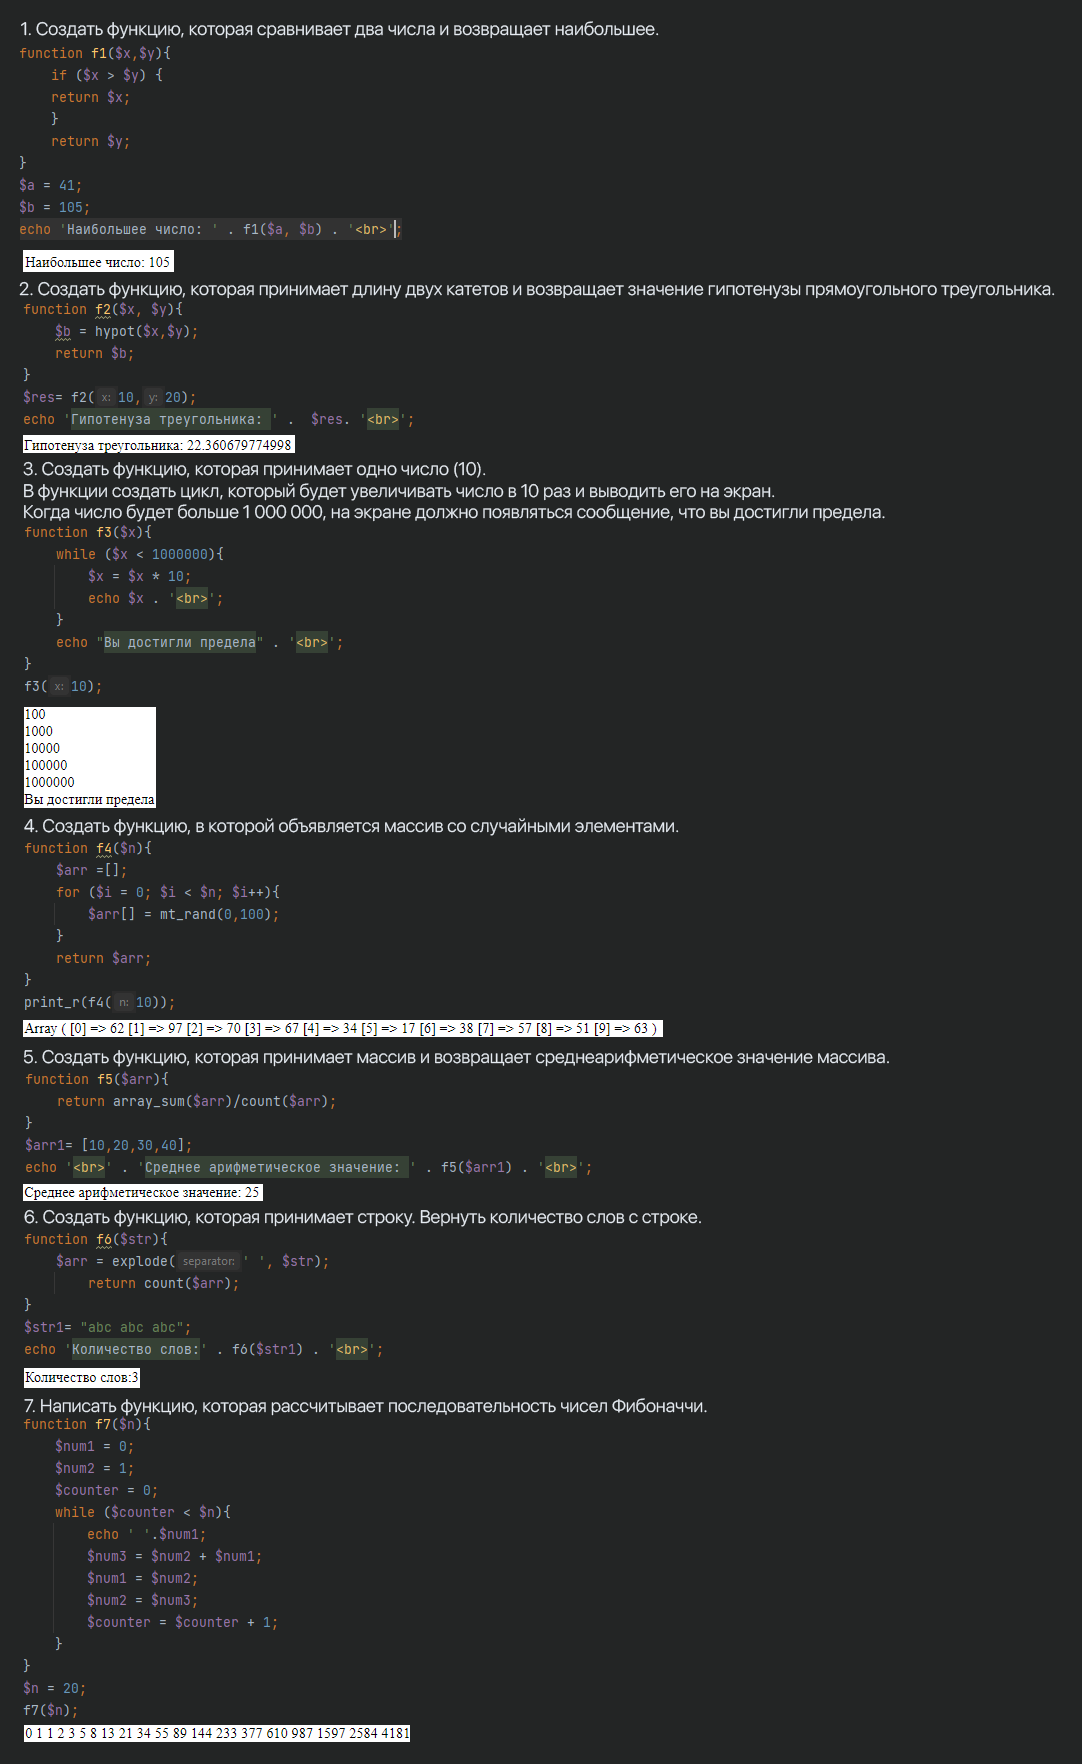 1. Создать функцию, которая сравнивает два числа и возвращает наибольшее.
function f1($x,$y){
if ($x > $y) {
return $x;
}
return $y;
}
$a = 41;
$b = 105;
echo 'Наибольшее число: ' . f1($a, $b) . '<br>';
Наибольшее число: 105
2. Создать функцию, которая принимает длину двух катетов и возвращает значение гипотенузы прямоугольного треугольника.
function f2($x, $y){
$b = hypot($x,$y);
return $b;
}
$res= f2( x: 10, y: 20);
echo 'Гипотенуза треугольника: ' .  $res. '<br>';
Гипотенуза треугольника: 22.360679774998
3. Создать функцию, которая принимает одно число (10).
В функции создать цикл, который будет увеличивать число в 10 раз и выводить его на экран.
Когда число будет больше 1 000 000, на экране должно появляться сообщение, что вы достигли предела.
function f3($x){
while ($x < 1000000){
$x = $x * 10;
echo $x . '<br>';
}
echo "Вы достигли предела" . '<br>';
}
f3( x: 10);
100
1000
10000
100000
1000000
Вы достигли предела
4. Создать функцию, в которой объявляется массив со случайными элементами.
function f4($n){
$arr =[];
for ($i = 0; $i < $n; $i++){
$arr[] = mt_rand(0,100);
}
return $arr;
}
print_r(f4( n: 10));
Array ( [0] => 62 [1] => 97 [2] => 70 [3] => 67 [4] => 34 [5] => 17 [6] => 38 [7] => 57 [8] => 51 [9] => 63 )
5. Создать функцию, которая принимает массив и возвращает среднеарифметическое значение массива.
function f5($arr){
return array_sum($arr)/count($arr);
}
$arr1= [10,20,30,40];
echo '<br>' . 'Среднее арифметическое значение: ' . f5($arr1) . '<br>';
Среднее арифметическое значение: 25
6. Создать функцию, которая принимает строку. Вернуть количество слов с строке.
function f6($str){
$arr = explode( separator: ' ', $str);
return count($arr);
}
$str1= "abc abc abc";
echo 'Количество слов:' . f6($str1) . '<br>';
Количество слов:3
7. Написать функцию, которая рассчитывает последовательность чисел Фибоначчи.
function f7($n){
$num1 = 0;
$num2 = 1;
$counter = 0;
while ($counter < $n){
echo ' '.$num1;
$num3 = $num2 + $num1;
$num1 = $num2;
$num2 = $num3;
$counter = $counter + 1;
}
}
$n = 20;
f7($n);
0 1 1 2 3 5 8 13 21 34 55 89 144 233 377 610 987 1597 2584 4181